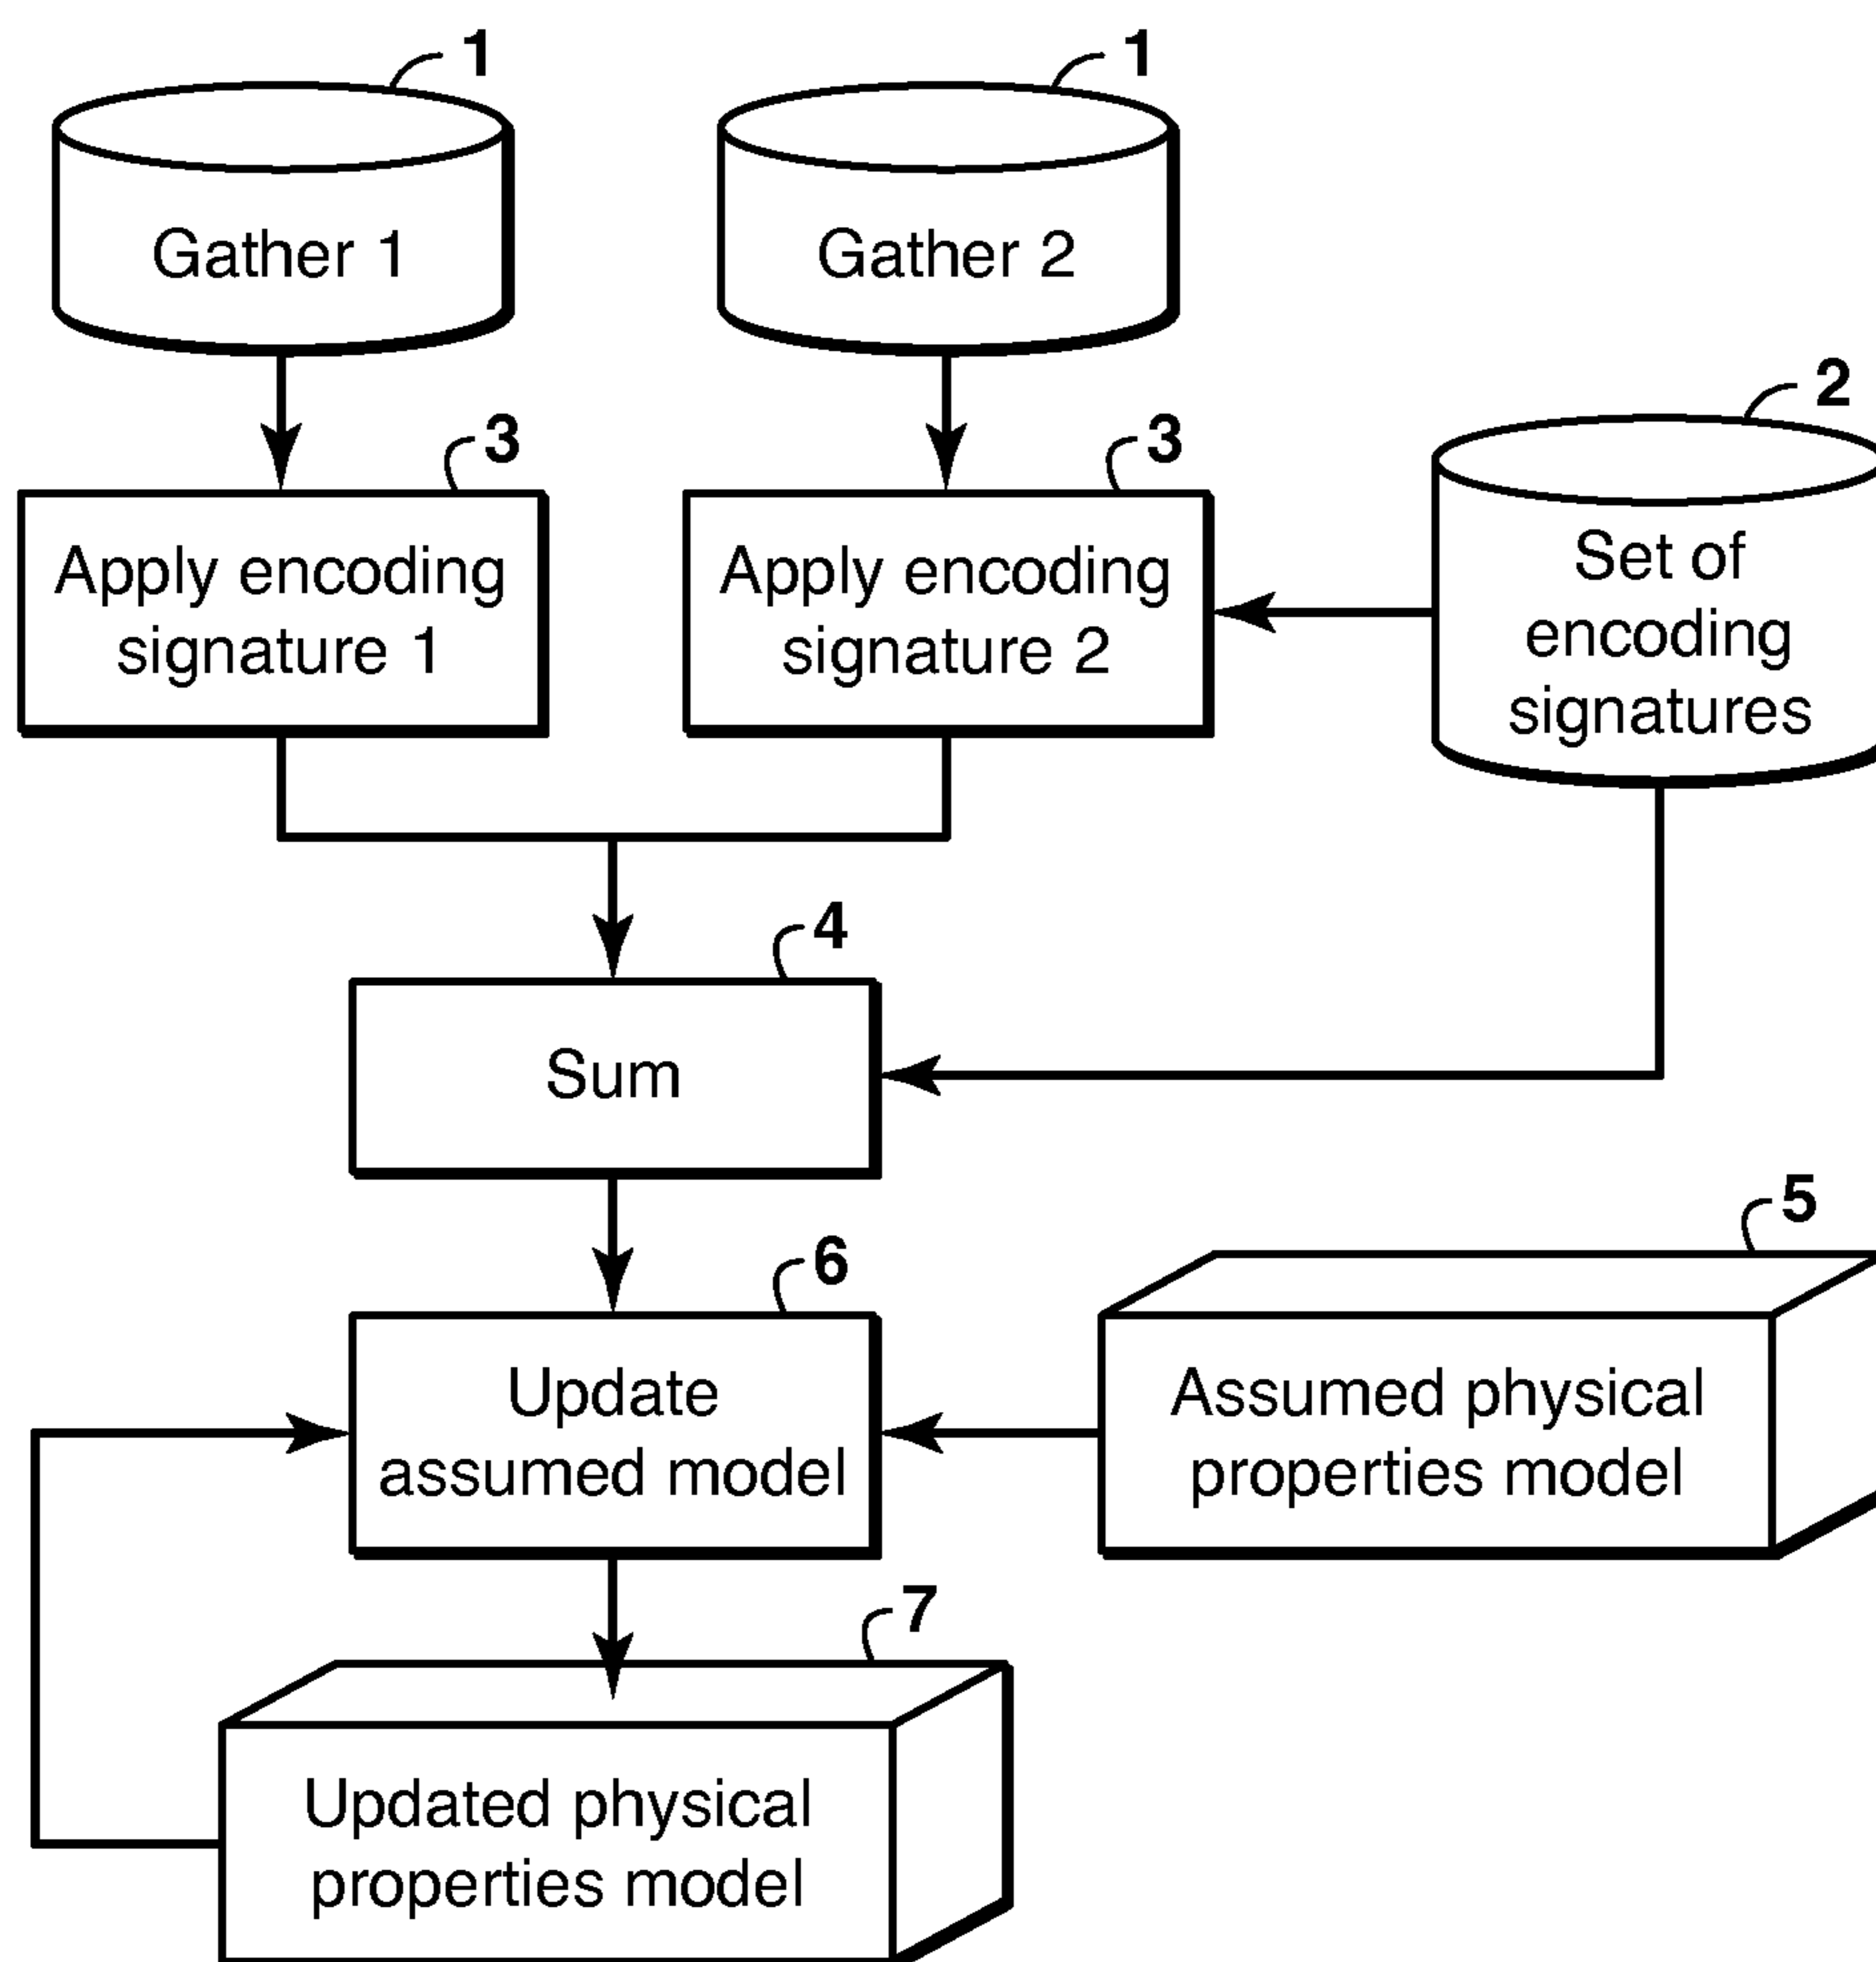 1
1
Gather 1
Gather 2
2
3
3
Apply encoding
signature 1
Apply encoding
signature 2
Set of
encoding
signatures
4
Sum
5
6
Update
assumed model
Assumed physical
properties model
7
Updated physical
properties model